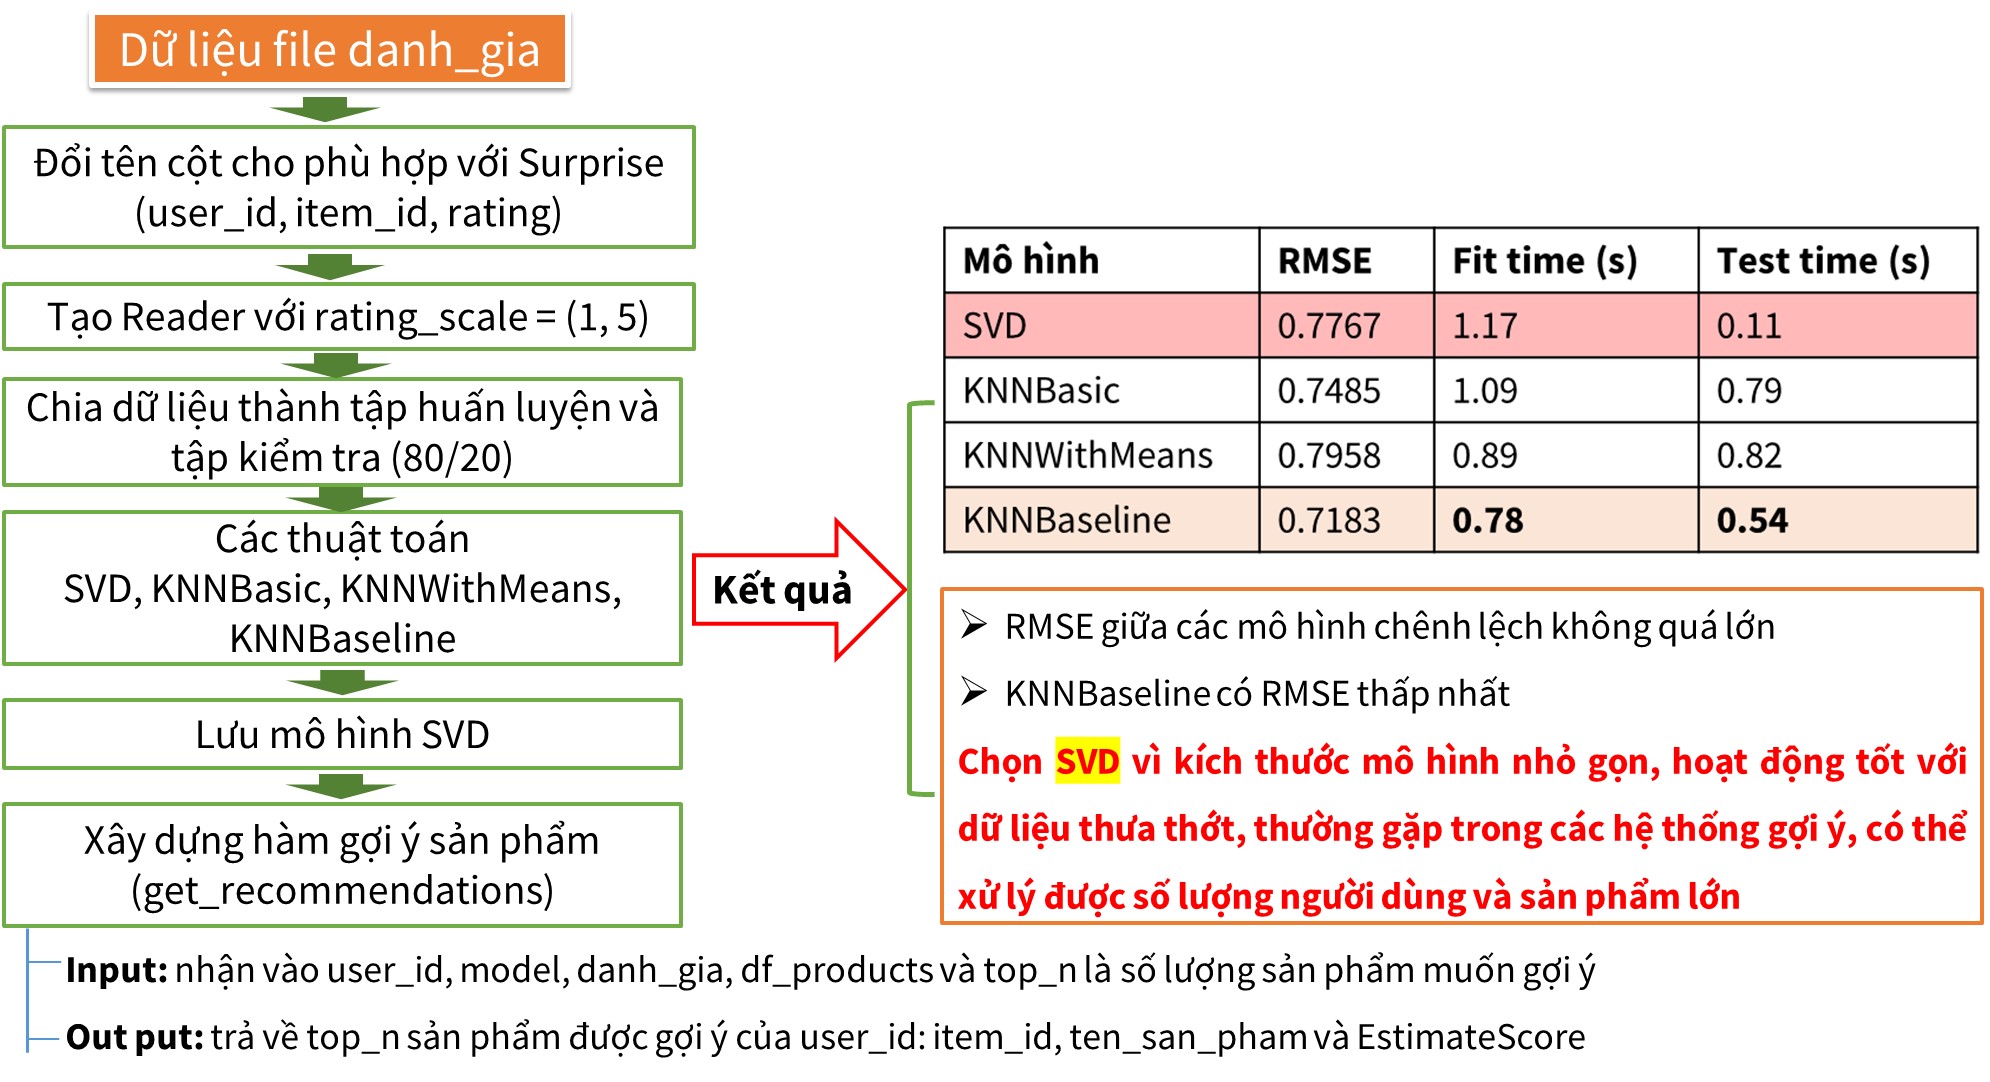 Dữ liệu file danh_gia
Đổi tên cột cho phù hợp với Surprise
(user_id, item_id, rating)
Tạo Reader với rating_scale = (1, 5)
Chia dữ liệu thành tập huấn luyện và
tập kiểm tra (80/20)
Các thuật toán
SVD, KNNBasic, KNNWithMeans,
KNNBaseline
Lưu mô hình SVD
Xây dựng hàm gợi ý sản phẩm
(get_recommendations)
Input: nhận vào user_id, model, danh_gia, df_products và top_n là số lượng sản phẩm muốn gợi ý
Out put: trả về top_n sản phẩm được gợi ý của user_id: item_id, ten_san_pham và EstimateScore
Kết quả
Mô hình RMSE Fit time (s) Test time (s)
SVD 0.7767 1.17 0.11
KNNBasic 0.7485 1.09 0.79
KNNWithMeans 0.7958 0.89 0.82
KNNBaseline 0.7183 0.78 0.54
➢ RMSE giữa các mô hình chênh lệch không quá lớn
➢ KNNBaseline có RMSE thấp nhất
Chọn SVD vì kích thước mô hình nhỏ gọn, hoạt động tốt với
dữ liệu thưa thớt, thường gặp trong các hệ thống gợi ý, có thể
xử lý được số lượng người dùng và sản phẩm lớn